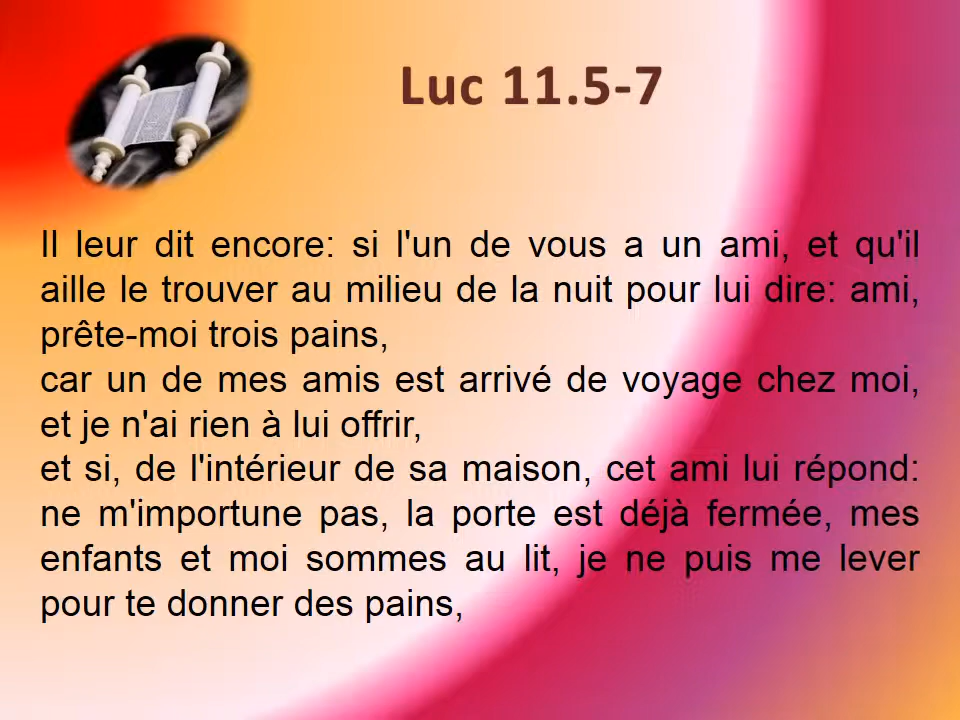 Luc 11.5-7
Il leur dit encore: si l'un de vous a un ami, et qu'il
aille le trouver au milieu de la nuit pour lui dire: ami,
prête-moi trois pains,
car un de mes amis est arrivé de voyage chez moi,
et je n'ai rien à lui offrir,
et si, de l'intérieur de sa maison, cet ami lui répond:
ne m'importune pas, la porte est déjà fermée, mes
enfants et moi sommes au lit, je ne puis me lever
pour te donner des pains,